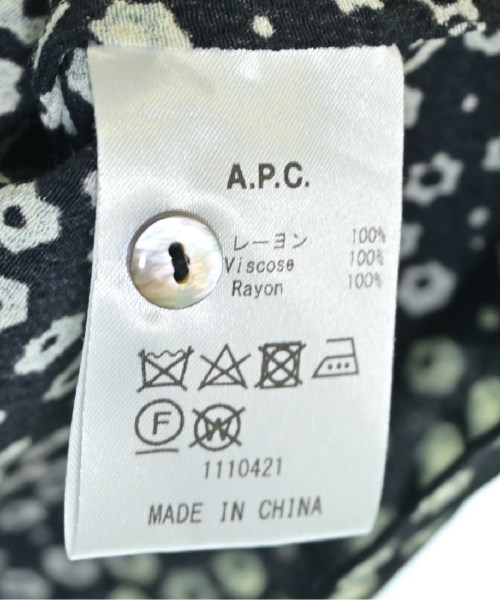 A.P.C.
レーヨン 100%
Viscose 100%
Rayon 100%
F W
1110421
MADE IN CHINA